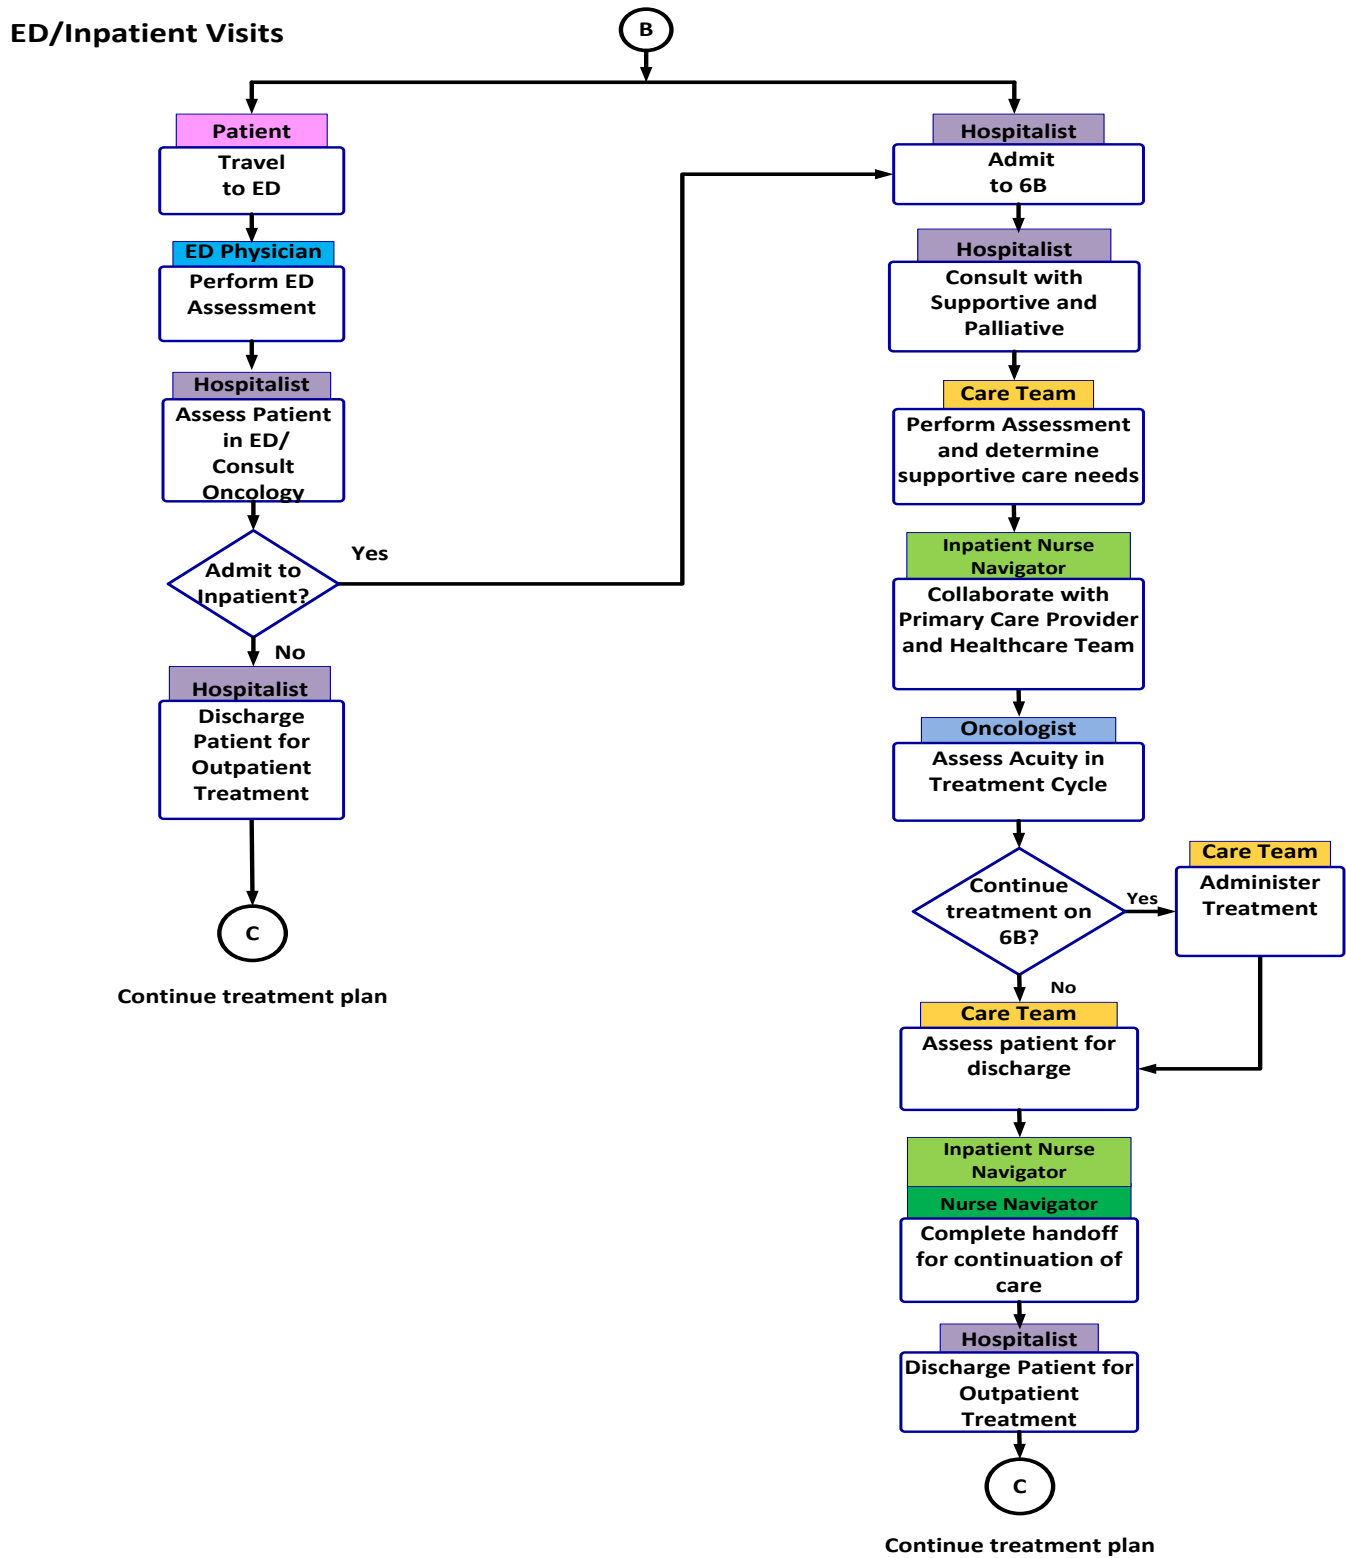 ED/Inpatient Visits
B
Patient
Travel
to ED
ED Physician
Perform ED
Assessment
Hospitalist
Assess Patient
in ED/
Consult
Oncology
Admit to
Inpatient?
Yes
No
Hospitalist
Discharge
Patient for
Outpatient
Treatment
C
Continue treatment plan
Hospitalist
Admit
to 6B
Hospitalist
Consult with
Supportive and
Palliative
Care Team
Perform Assessment
and determine
supportive care needs
Inpatient Nurse
Navigator
Collaborate with
Primary Care Provider
and Healthcare Team
Oncologist
Assess Acuity in
Treatment Cycle
Continue
treatment on
6B?
Yes
Care Team
Administer
Treatment
No
Care Team
Assess patient for
discharge
Inpatient Nurse
Navigator
Nurse Navigator
Complete handoff
for continuation of
care
Hospitalist
Discharge Patient for
Outpatient
Treatment
C
Continue treatment plan